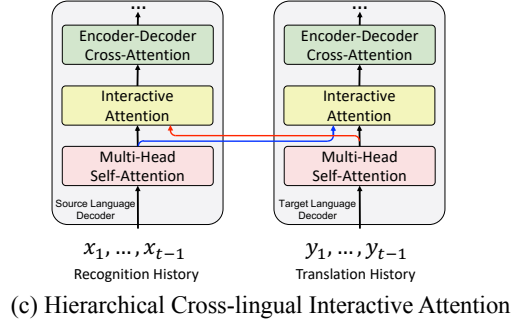 ...
Encoder-Decoder
Cross-Attention
Interactive
Attention
Multi-Head
Self-Attention
Source Language
Decoder
x₁, ..., xₜ₋₁
Recognition History
...
Encoder-Decoder
Cross-Attention
Interactive
Attention
Multi-Head
Self-Attention
Target Language
Decoder
y₁, ..., yₜ₋₁
Translation History
(c) Hierarchical Cross-lingual Interactive Attention